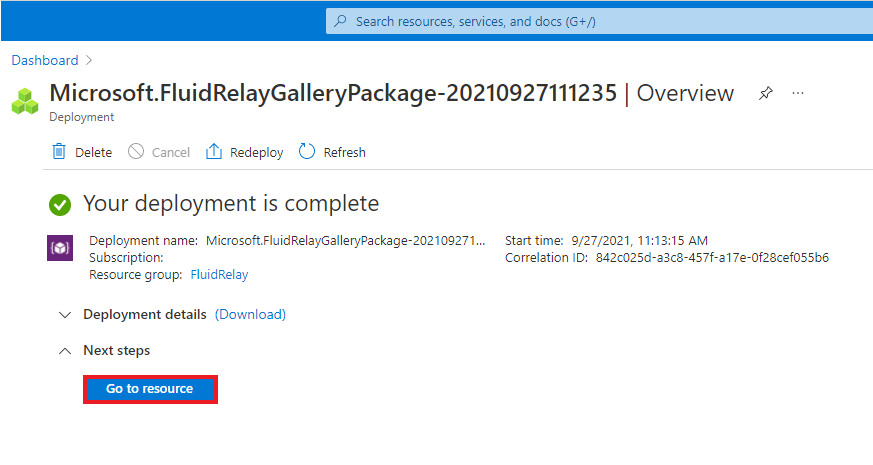 Search resources, services, and docs (G+/)
Dashboard
Microsoft.FluidRelayGalleryPackage-20210927111235 | Overview
Deployment
Delete Cancel Redeploy Refresh
Your deployment is complete
Deployment name: Microsoft.FluidRelayGalleryPackage-202109271... Start time: 9/27/2021, 11:13:15 AM
Subscription: Correlation ID: 842c025d-a3c8-457f-a17e-0f28cef055b6
Resource group: FluidRelay
Deployment details (Download)
Next steps
Go to resource